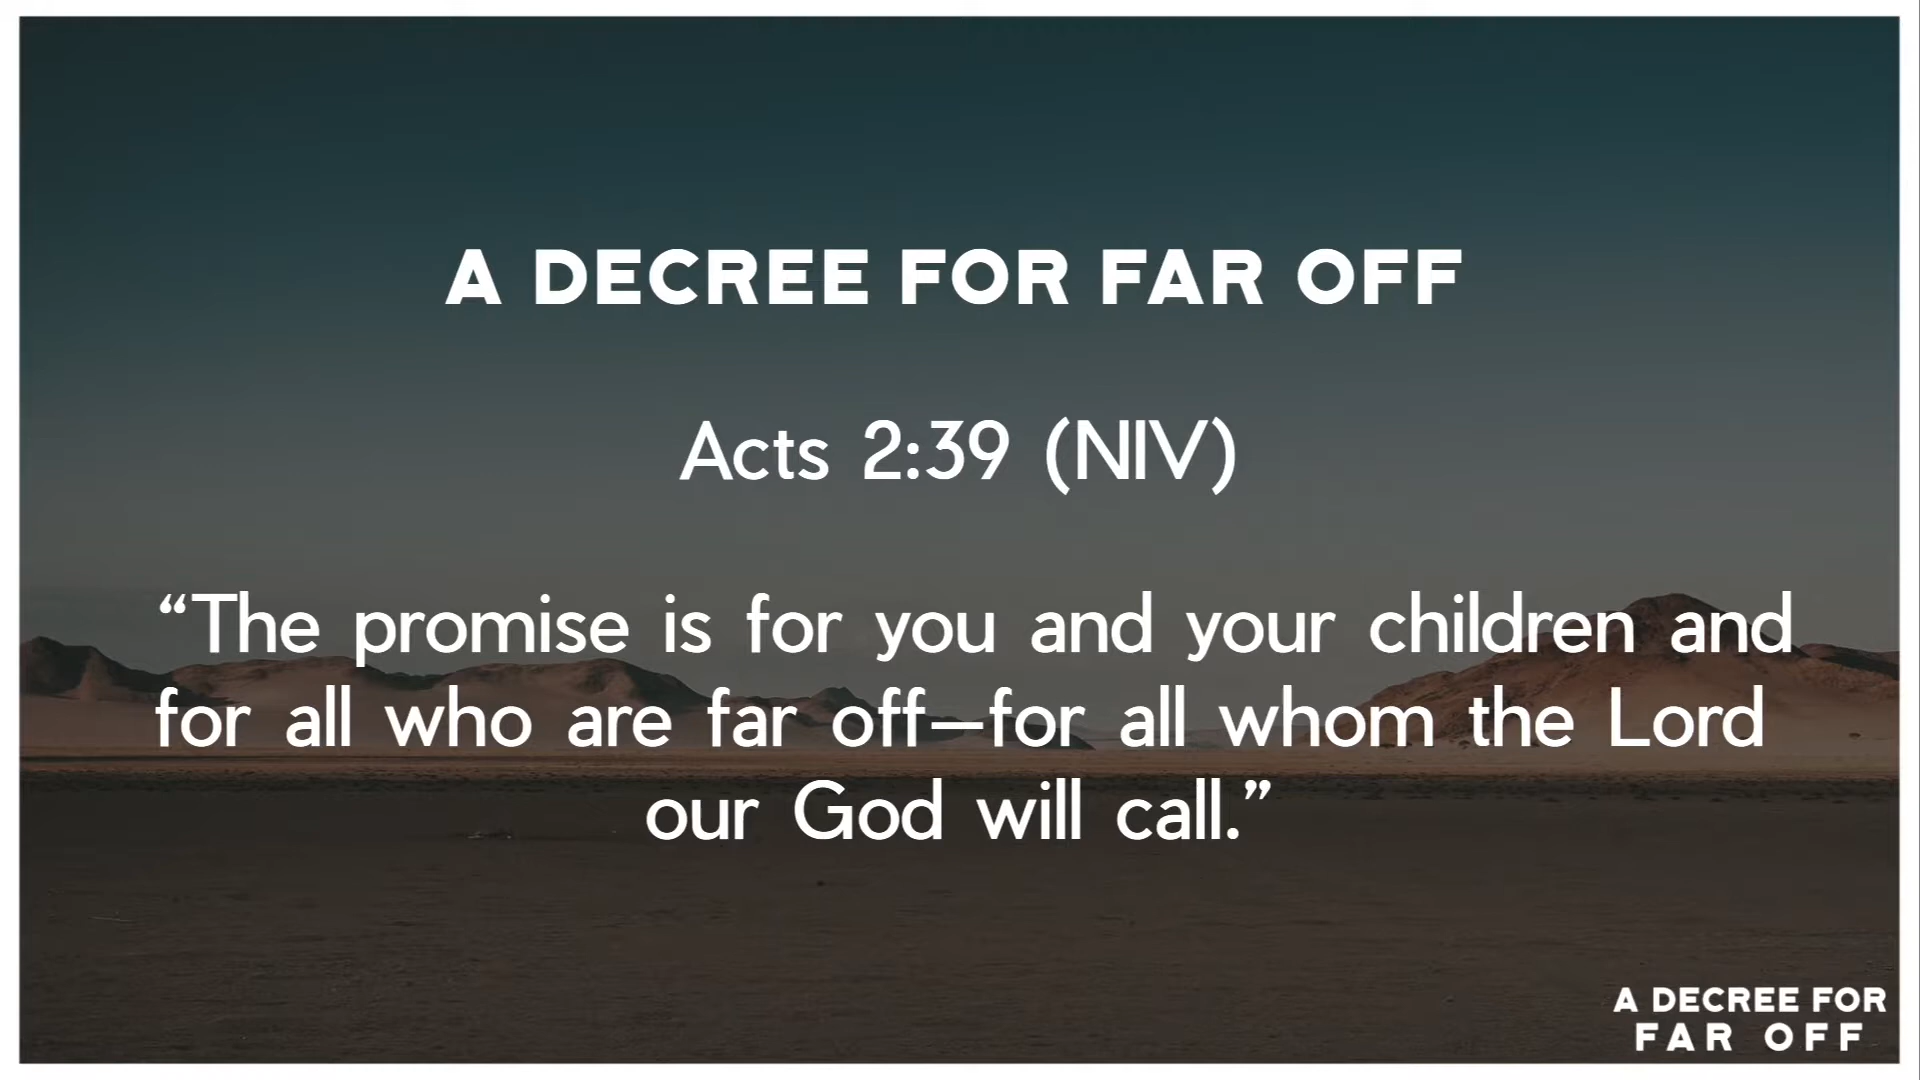 A DECREE FOR FAR OFF
Acts 2:39 (NIV)
“The promise is for you and your children and
for all who are far off—for all whom the Lord
our God will call.”
A DECREE FOR
FAR OFF